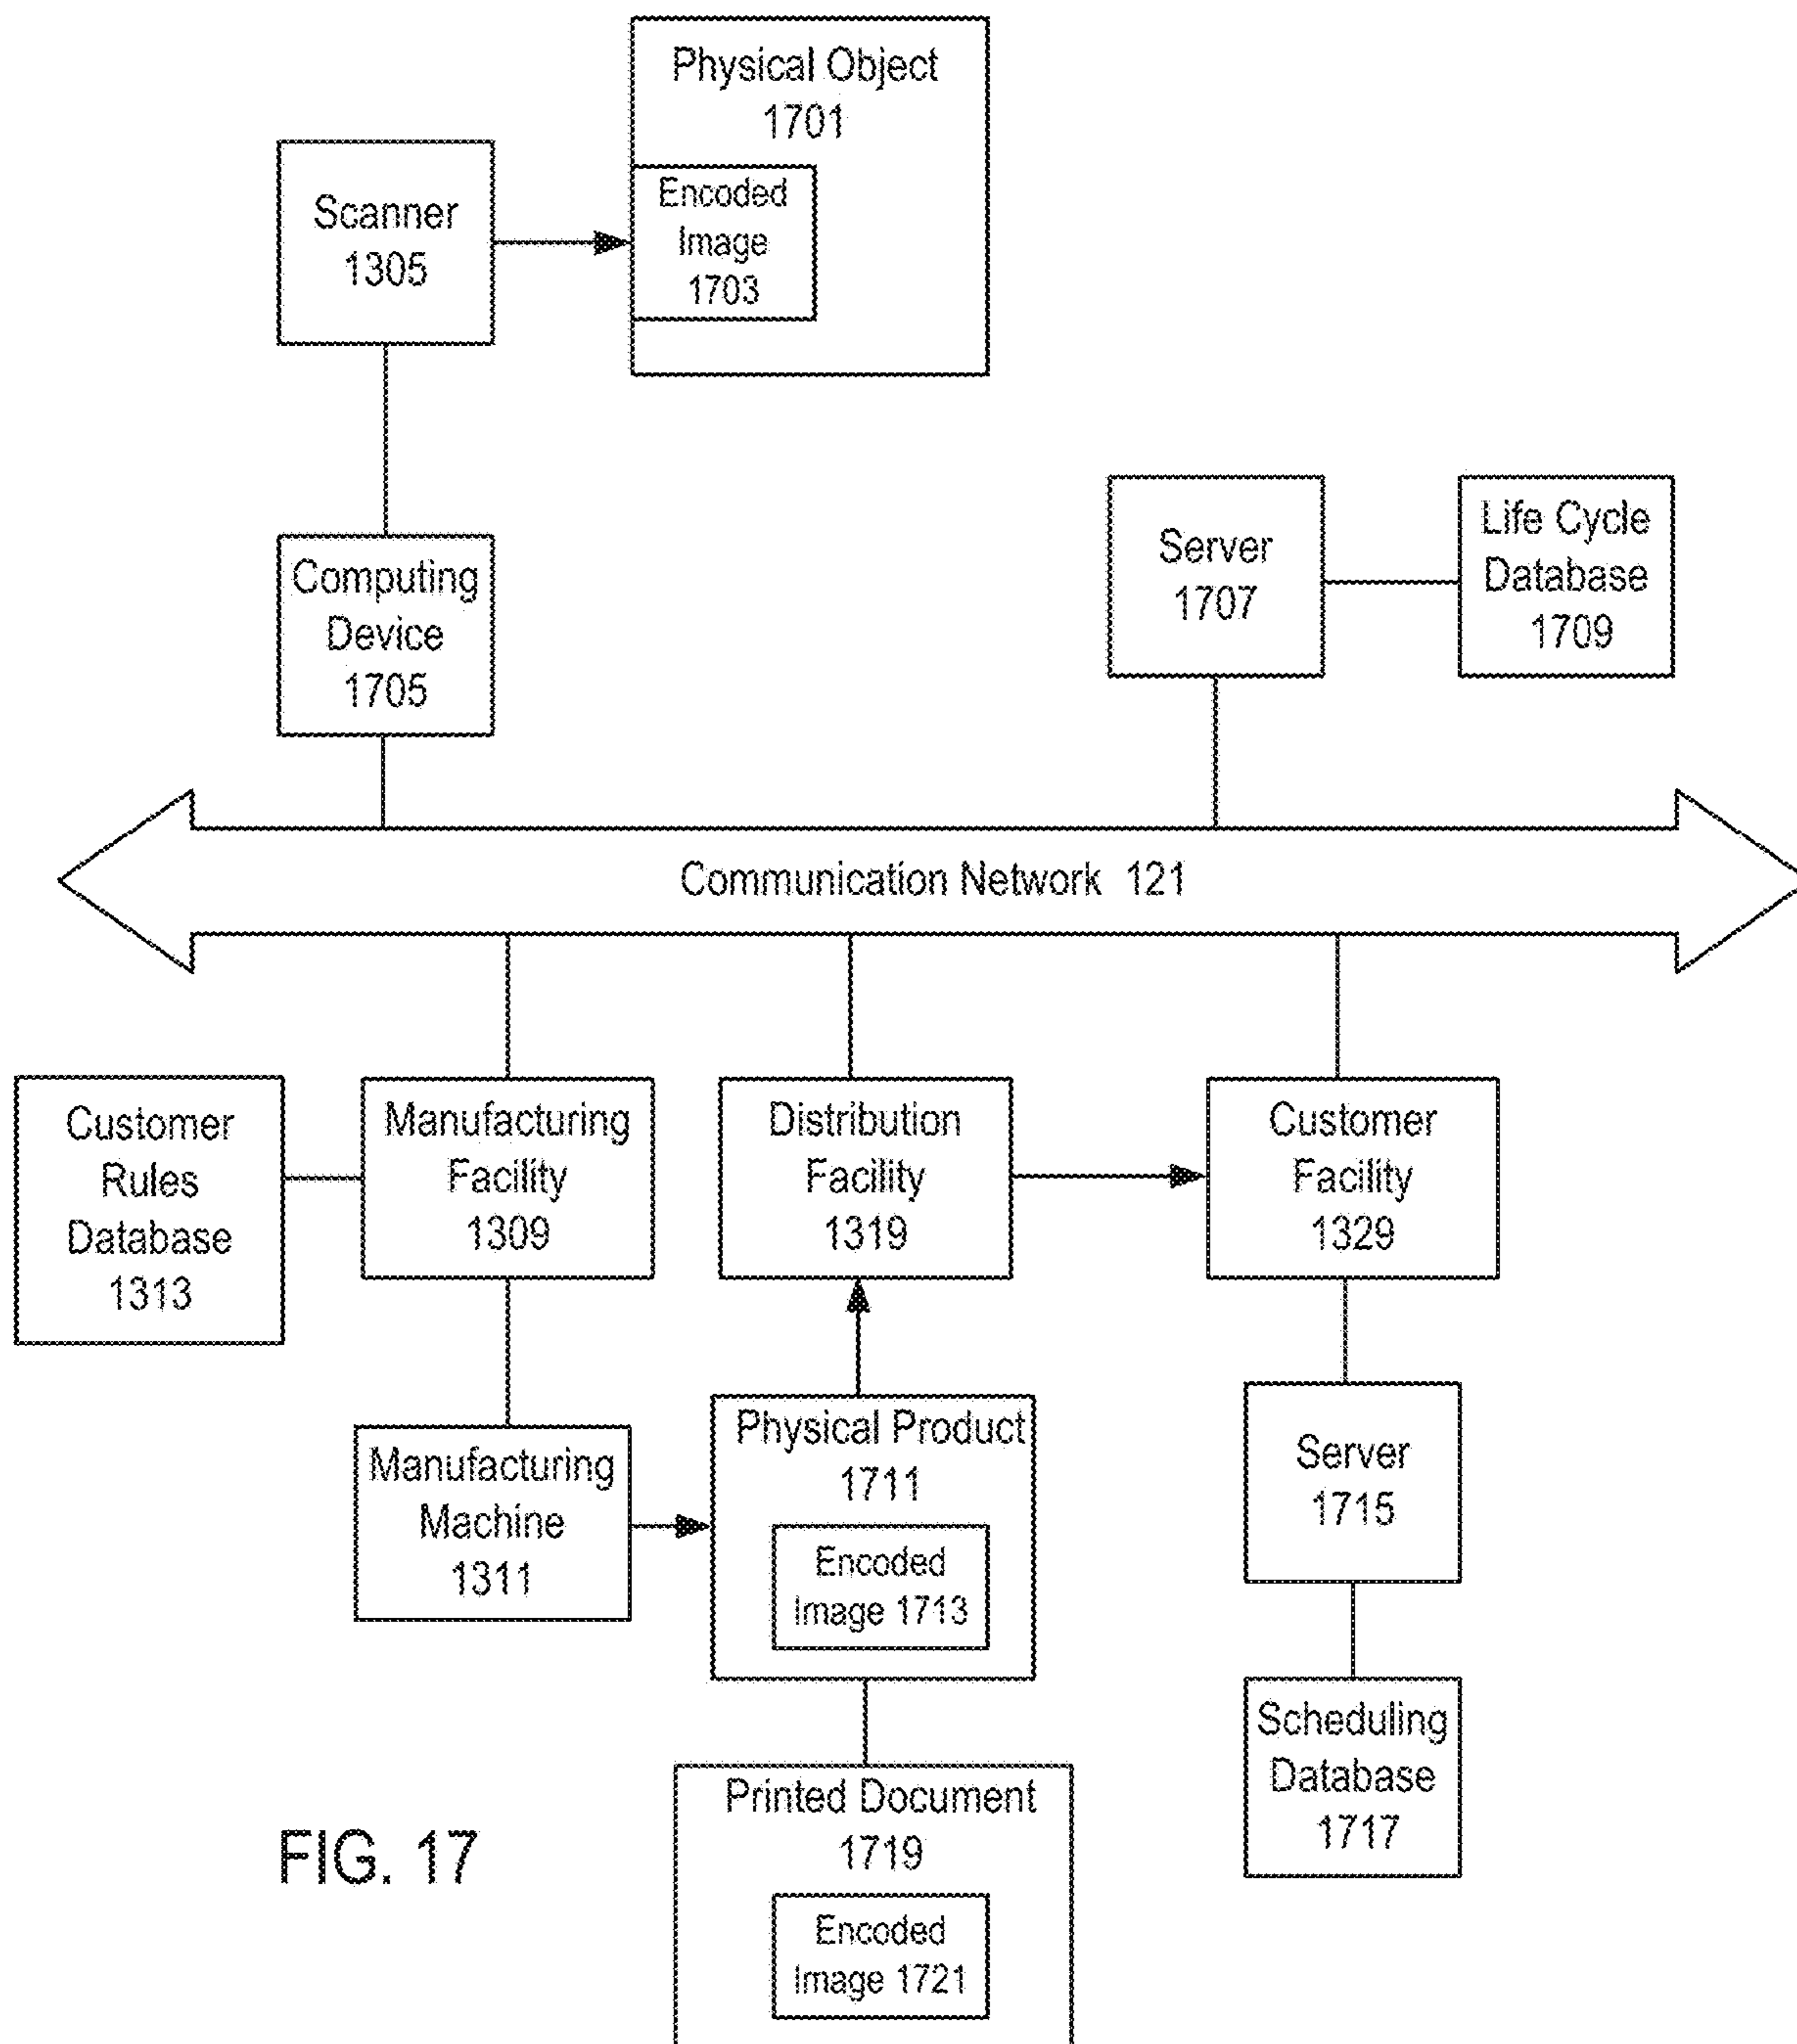 Physical Object
1701
Encoded
Image
1703
Scanner
1305
Computing
Device
1705
Server
1707
Life Cycle
Database
1709
Communication Network 121
Customer
Rules
Database
1313
Manufacturing
Facility
1309
Distribution
Facility
1319
Customer
Facility
1329
Manufacturing
Machine
1311
Physical Product
1711
Encoded
Image 1713
Server
1715
Scheduling
Database
1717
Printed Document
1719
Encoded
Image 1721
FIG. 17